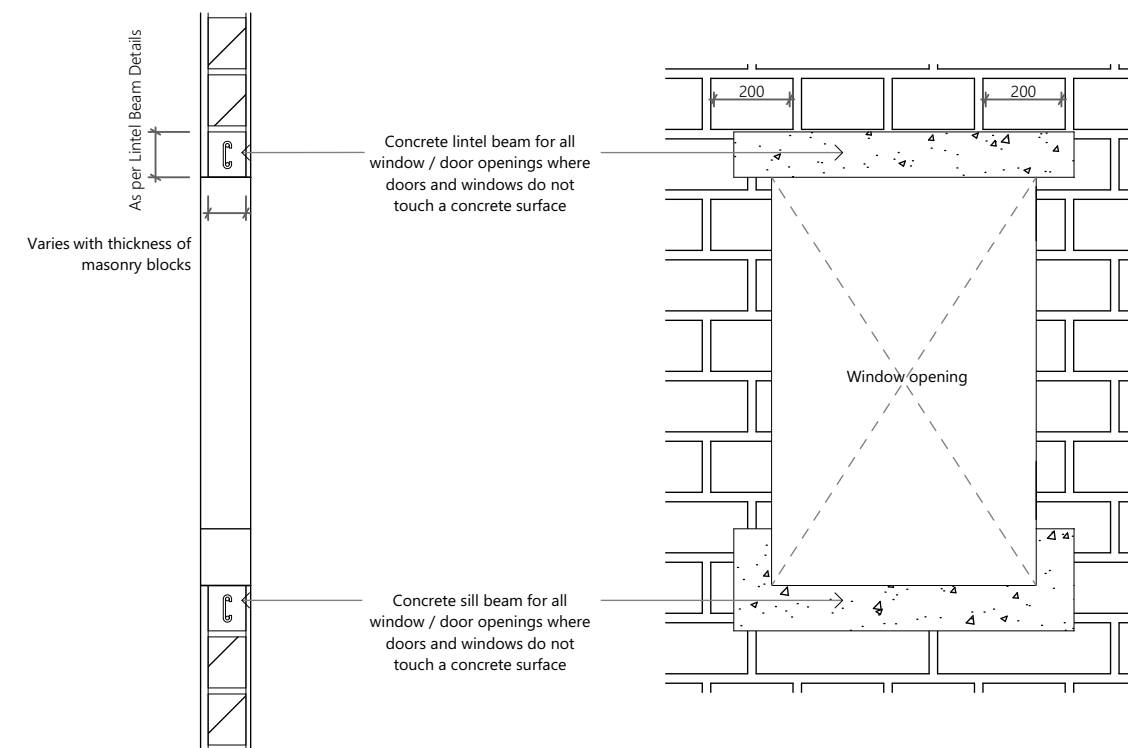 As per Lintel Beam Details
200
200
Concrete lintel beam for all
window / door openings where
doors and windows do not
touch a concrete surface
Varies with thickness of
masonry blocks
Window opening
Concrete sill beam for all
window / door openings where
doors and windows do not
touch a concrete surface